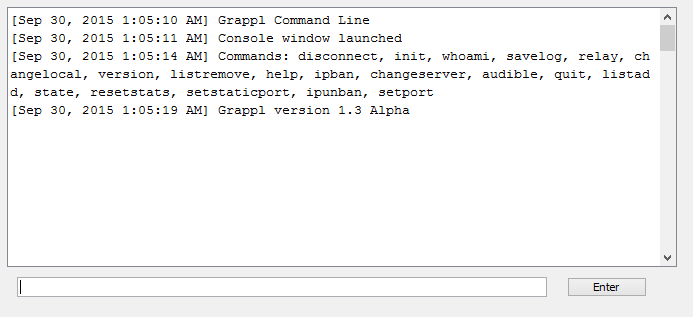 [Sep 30, 2015 1:05:10 AM] Grappl Command Line
[Sep 30, 2015 1:05:11 AM] Console window launched
[Sep 30, 2015 1:05:14 AM] Commands: disconnect, init, whoami, savelog, relay, ch
angelocal, version, listremove, help, ipban, changeserver, audible, quit, listad
d, state, resetstats, setstaticport, ipunban, setport
[Sep 30, 2015 1:05:19 AM] Grappl version 1.3 Alpha
Enter